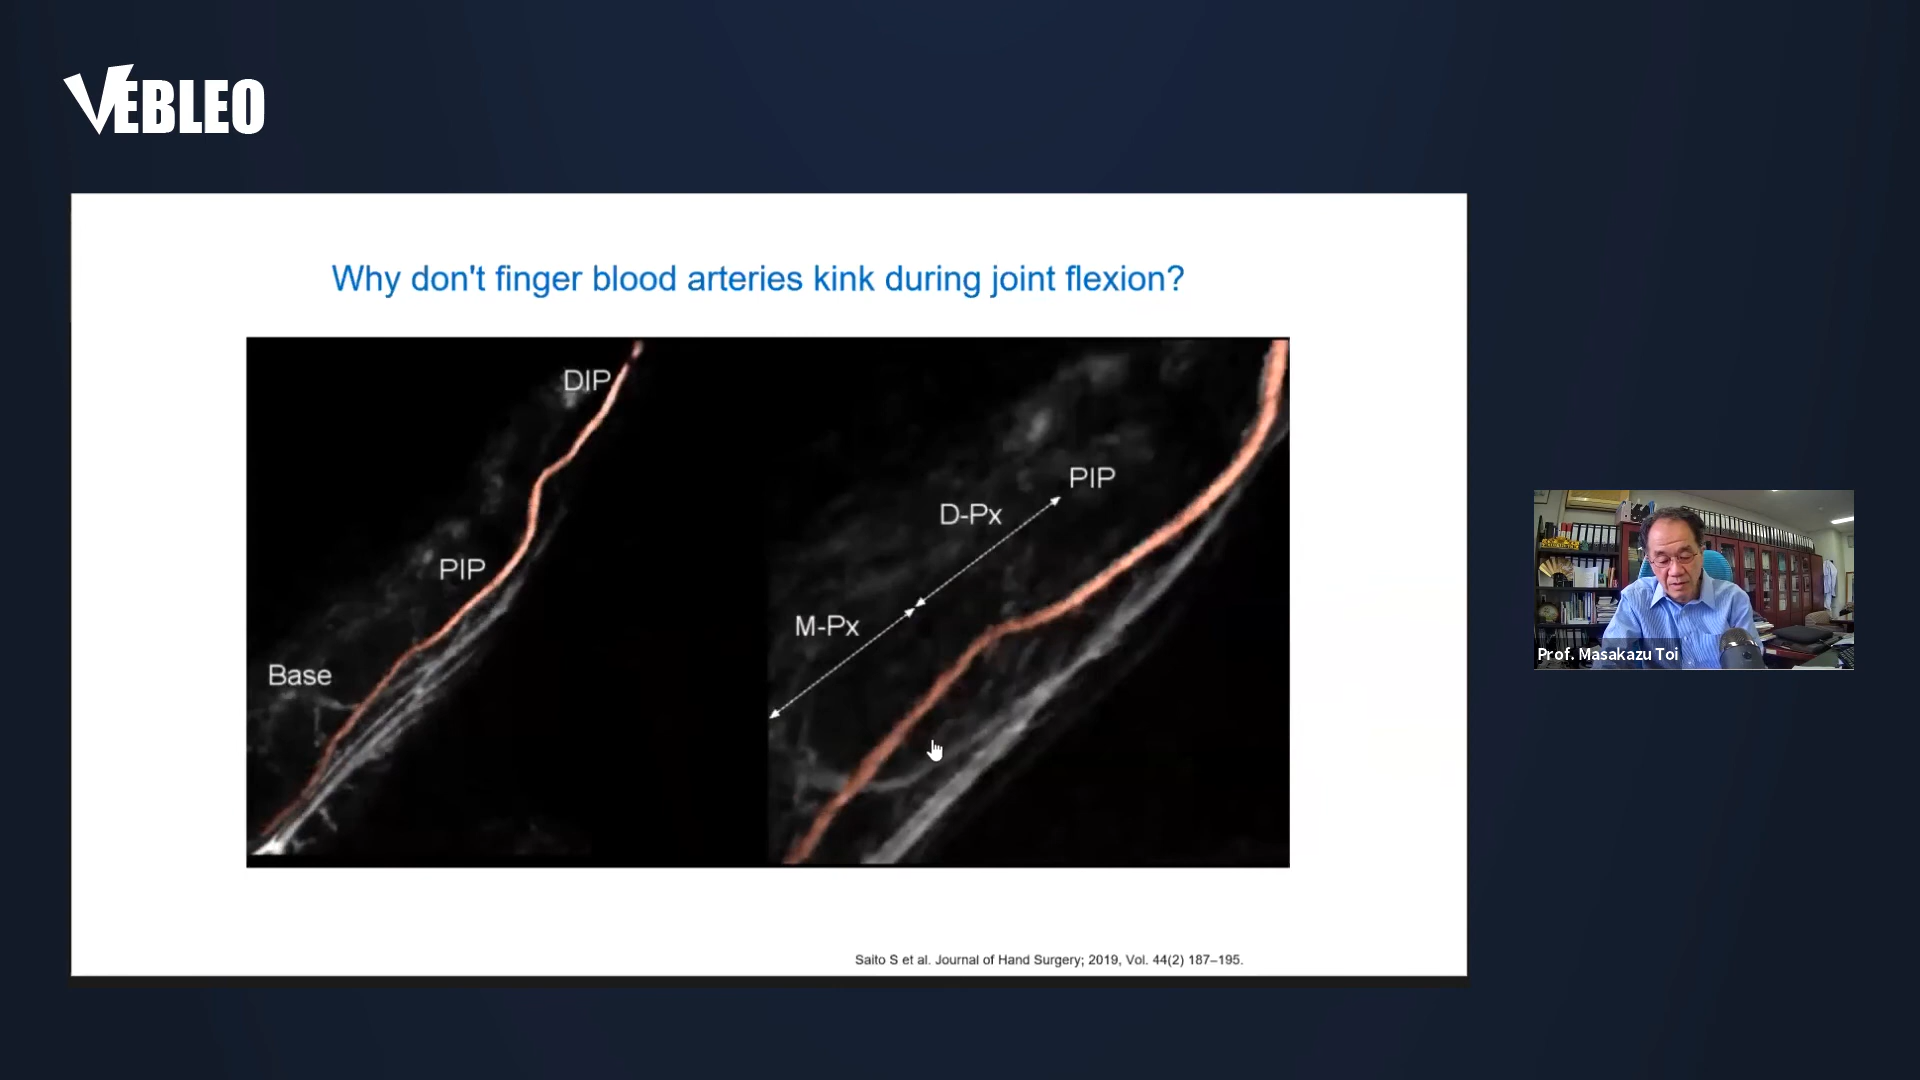 VEBLEO
Why don't finger blood arteries kink during joint flexion?
DIP
PIP
Base
PIP
D-Px
M-Px
Saito S et al. Journal of Hand Surgery; 2019, Vol. 44(2) 187–195.
Prof. Masakazu Toi